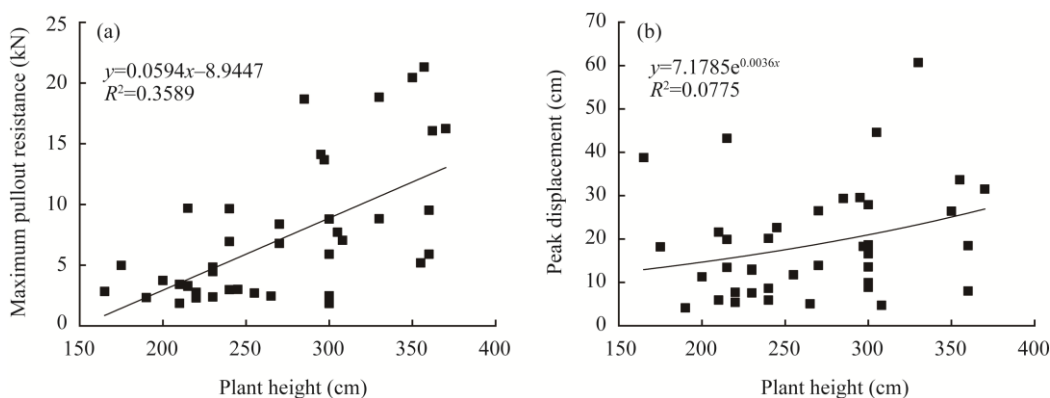 (a)
y=0.0594x–8.9447
R²=0.3589
Maximum pullout resistance (kN)
25
20
15
10
5
0
150 200 250 300 350 400
Plant height (cm)
(b)
y=7.1785e^0.0036x
R²=0.0775
Peak displacement (cm)
70
60
50
40
30
20
10
0
150 200 250 300 350 400
Plant height (cm)